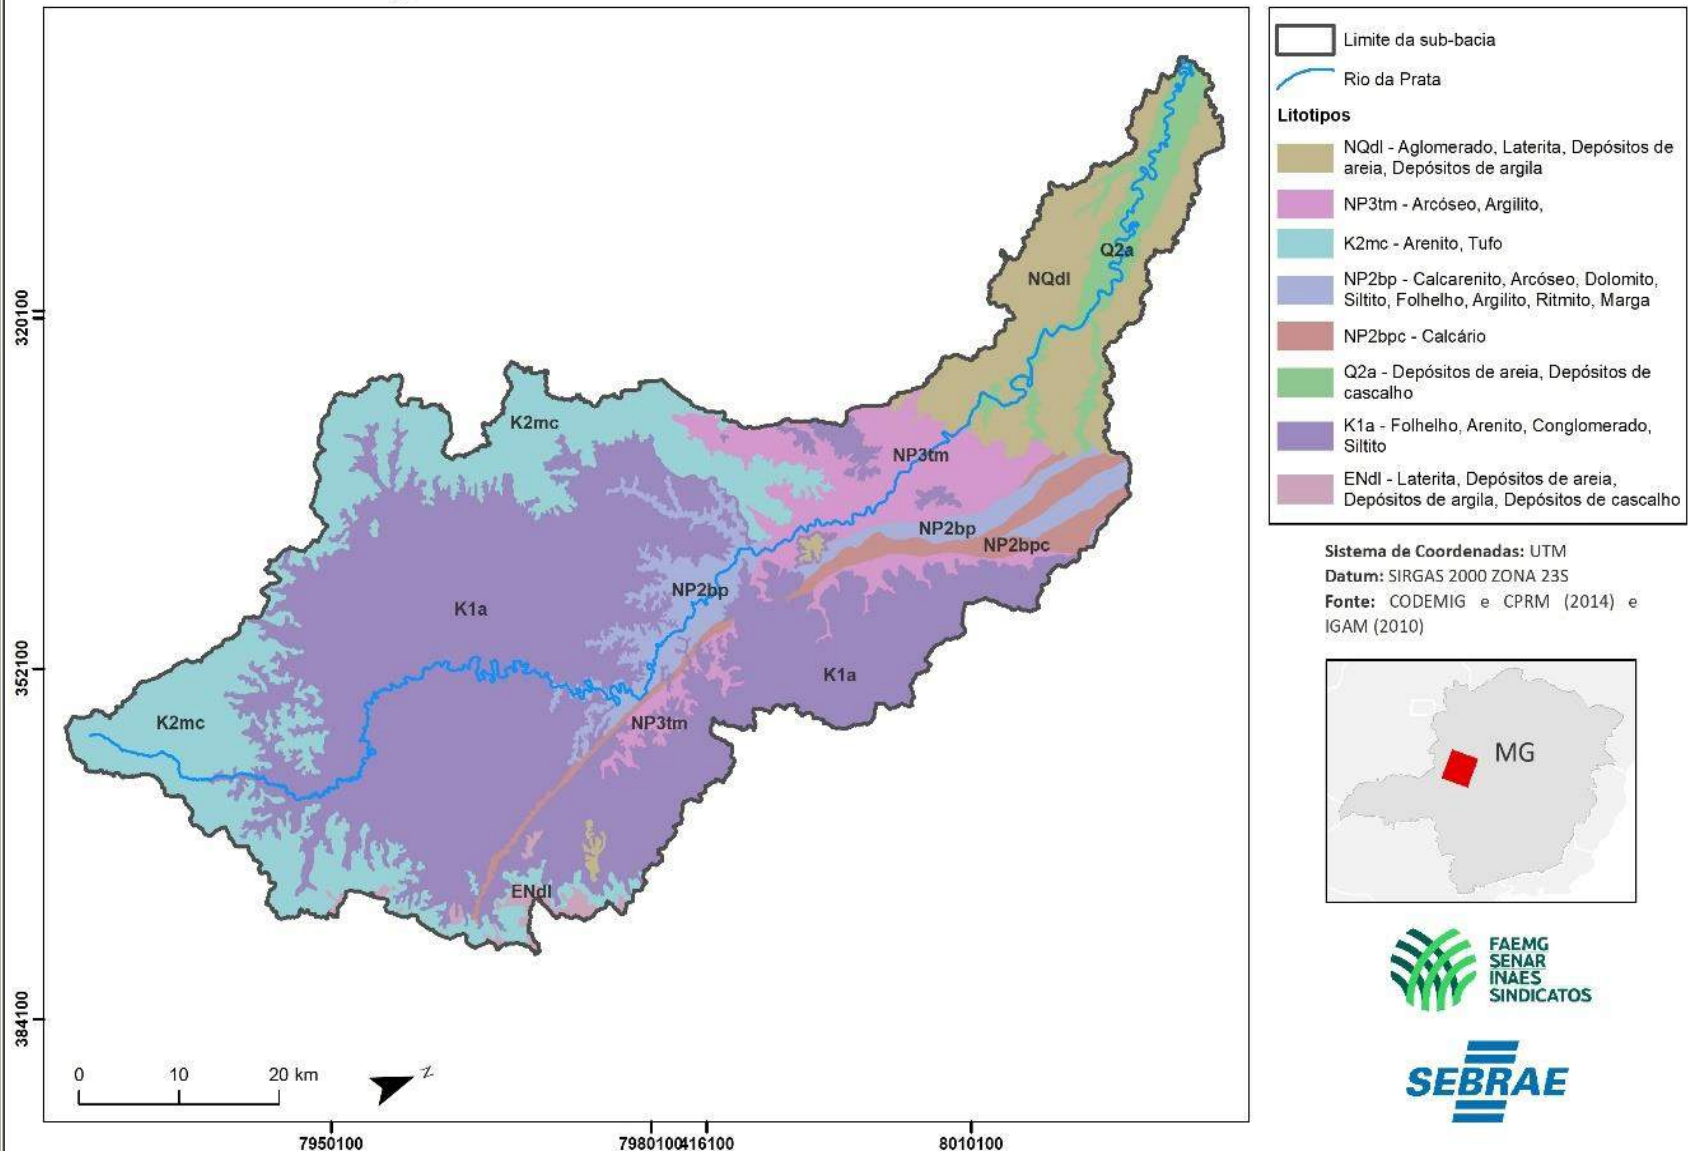 Limite da sub-bacia
Rio da Prata
Litotipos
NQdl - Aglomerado, Laterita, Depósitos de
areia, Depósitos de argila
NP3tm - Arcóseo, Argilito,
K2mc - Arenito, Tufo
NP2bp - Calcarenito, Arcóseo, Dolomito,
Siltito, Folhelho, Argilito, Ritmito, Marga
NP2bpc - Calcário
Q2a - Depósitos de areia, Depósitos de
cascalho
K1a - Folhelho, Arenito, Conglomerado,
Siltito
ENdl - Laterita, Depósitos de areia,
Depósitos de argila, Depósitos de cascalho
Q2a
NQdl
K2mc
NP3tm
NP2bp
NP2bpc
NP2bp
K1a
K1a
K2mc
NP3tm
ENdl
320100
352100
384100
0 10 20 km
N
7950100
7980100416100
8010100
Sistema de Coordenadas: UTM
Datum: SIRGAS 2000 ZONA 23S
Fonte: CODEMIG e CPRM (2014) e
IGAM (2010)
MG
FAEMG
SENAR
INAES
SINDICATOS
SEBRAE